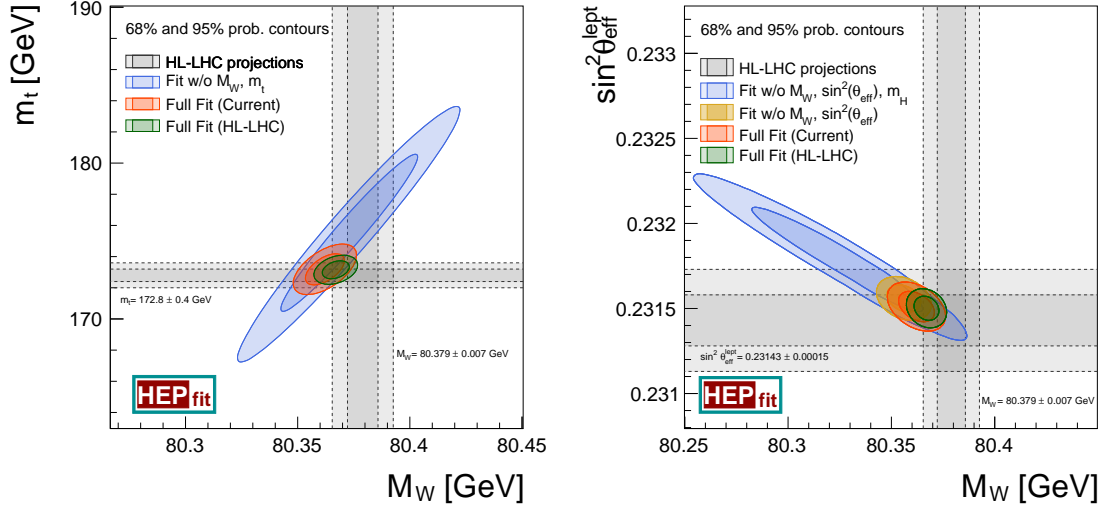 68% and 95% prob. contours
HL-LHC projections
Fit w/o M_W, m_t
Full Fit (Current)
Full Fit (HL-LHC)
m_t [GeV]
190
180
170
m_t= 172.8 ± 0.4 GeV
M_W= 80.379 ± 0.007 GeV
HEPfit
80.3
80.35
80.4
80.45
M_W [GeV]
68% and 95% prob. contours
HL-LHC projections
Fit w/o M_W, sin²(θ_eff), m_H
Fit w/o M_W, sin²(θ_eff)
Full Fit (Current)
Full Fit (HL-LHC)
sin²θ_eff^lept
0.233
0.2325
0.232
0.2315
0.231
sin² θ_eff^lept = 0.23143 ± 0.00015
M_W= 80.379 ± 0.007 GeV
HEPfit
80.25
80.3
80.35
80.4
M_W [GeV]